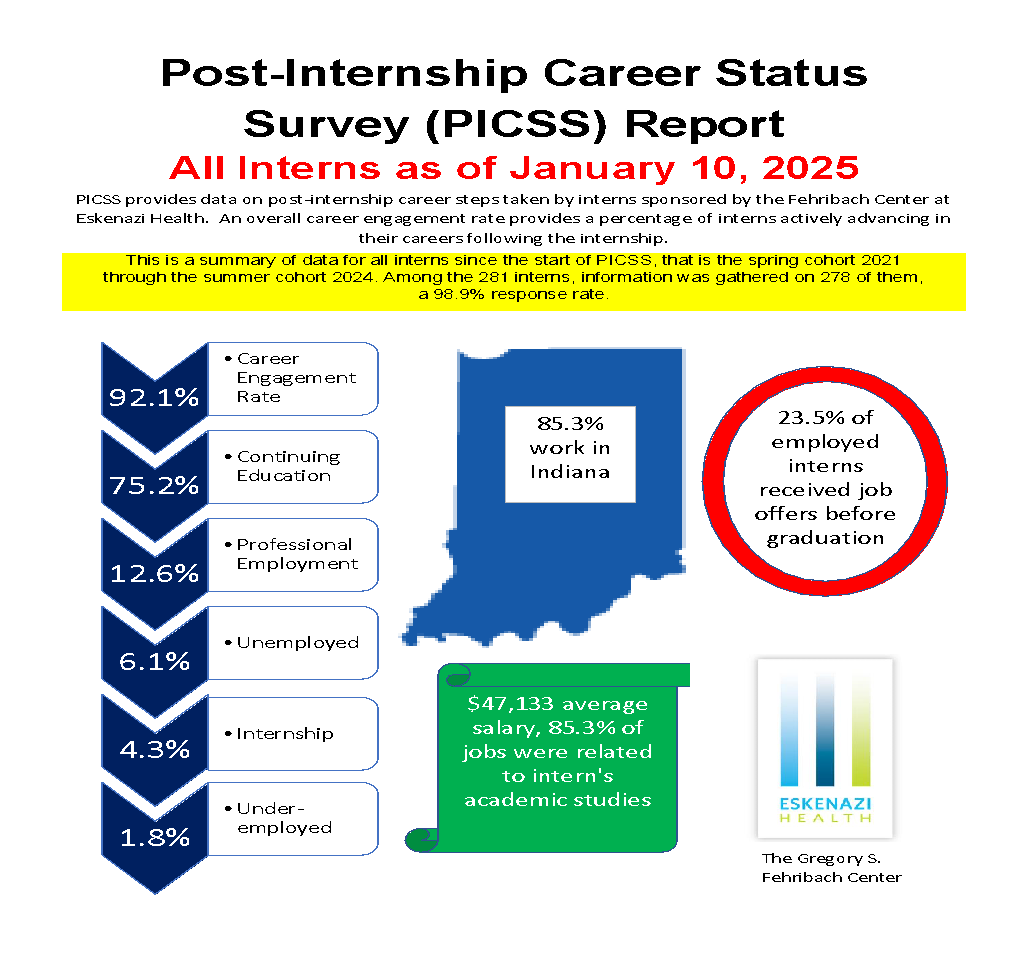 Post-Internship Career Status
Survey (PICSS) Report
All Interns as of January 10, 2025
PICSS provides data on post-internship career steps taken by interns sponsored by the Fehribach Center at
Eskenazi Health.  An overall career engagement rate provides a percentage of interns actively advancing in
their careers following the internship.
This is a summary of data for all interns since the start of PICSS, that is the spring cohort 2021
through the summer cohort 2024. Among the 281 interns, information was gathered on 278 of them,
a 98.9% response rate.
92.1%
• Career
Engagement
Rate
75.2%
• Continuing
Education
12.6%
• Professional
Employment
6.1%
• Unemployed
4.3%
• Internship
1.8%
• Under-
employed
85.3%
work in
Indiana
23.5% of
employed
interns
received job
offers before
graduation
$47,133 average
salary, 85.3% of
jobs were related
to intern's
academic studies
ESKENAZI
HEALTH
The Gregory S.
Fehribach Center